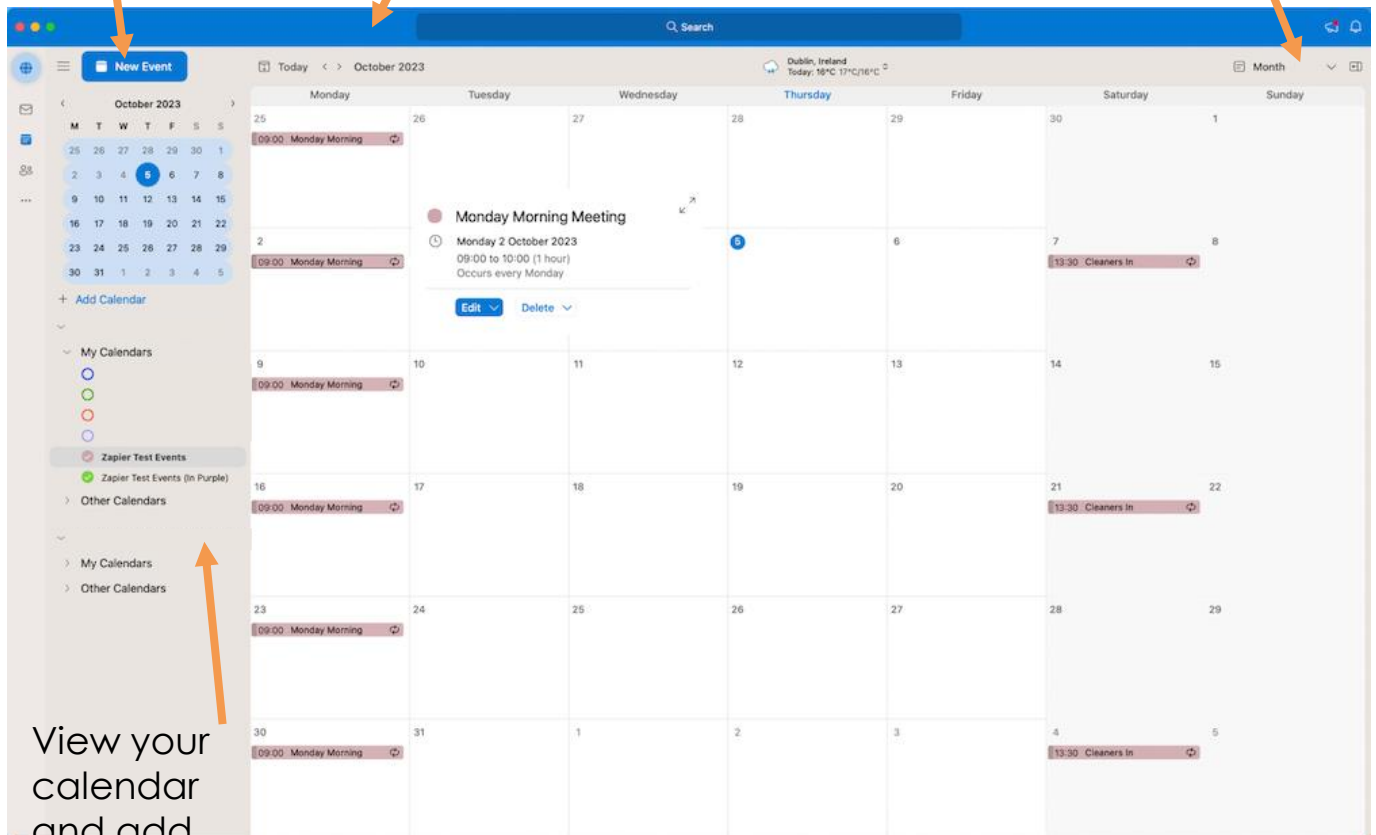 Search
New Event
Today < > October 2023
Dublin, Ireland
Today: 16°C 17°C/16°C
Month
October 2023
M T W T F S S
25 26 27 28 29 30 1
2 3 4 5 6 7 8
9 10 11 12 13 14 15
16 17 18 19 20 21 22
23 24 25 26 27 28 29
30 31 1 2 3 4 5
+ Add Calendar
My Calendars
Zapier Test Events
Zapier Test Events (In Purple)
Other Calendars
My Calendars
Other Calendars
Monday Tuesday Wednesday Thursday Friday Saturday Sunday
25 26 27 28 29 30 1
09:00 Monday Morning
Monday Morning Meeting
Monday 2 October 2023
09:00 to 10:00 (1 hour)
Occurs every Monday
Edit Delete
2 5 6 7 8
09:00 Monday Morning 13:30 Cleaners In
9 10 11 12 13 14 15
09:00 Monday Morning
16 17 18 19 20 21 22
09:00 Monday Morning 13:30 Cleaners In
23 24 25 26 27 28 29
09:00 Monday Morning
30 31 1 2 3 4 5
09:00 Monday Morning 13:30 Cleaners In
View your
calendar
and add